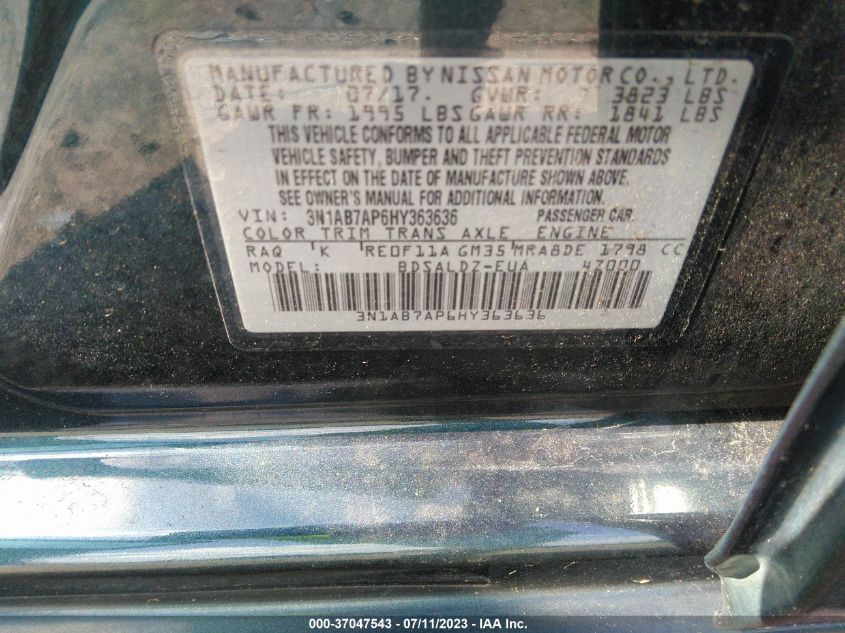 MANUFACTURED BY NISSAN MOTOR CO., LTD.
DATE: 07/17. GVWR: 3823 LBS
GAWR FR: 1995 LBS GAWR RR: 1841 LBS
THIS VEHICLE CONFORMS TO ALL APPLICABLE FEDERAL MOTOR
VEHICLE SAFETY, BUMPER AND THEFT PREVENTION STANDARDS
IN EFFECT ON THE DATE OF MANUFACTURE SHOWN ABOVE.
SEE OWNER'S MANUAL FOR ADDITIONAL INFORMATION.
VIN: 3N1AB7AP6HY363636 PASSENGER CAR
COLOR TRIM TRANS AXLE ENGINE
RAQ K RE0F11A GM35 MRA8DE 1798 CC
MODEL: BDSALDZ-EUA 47000
3N1AB7AP6HY363636
000-37047543 - 07/11/2023 - IAA Inc.